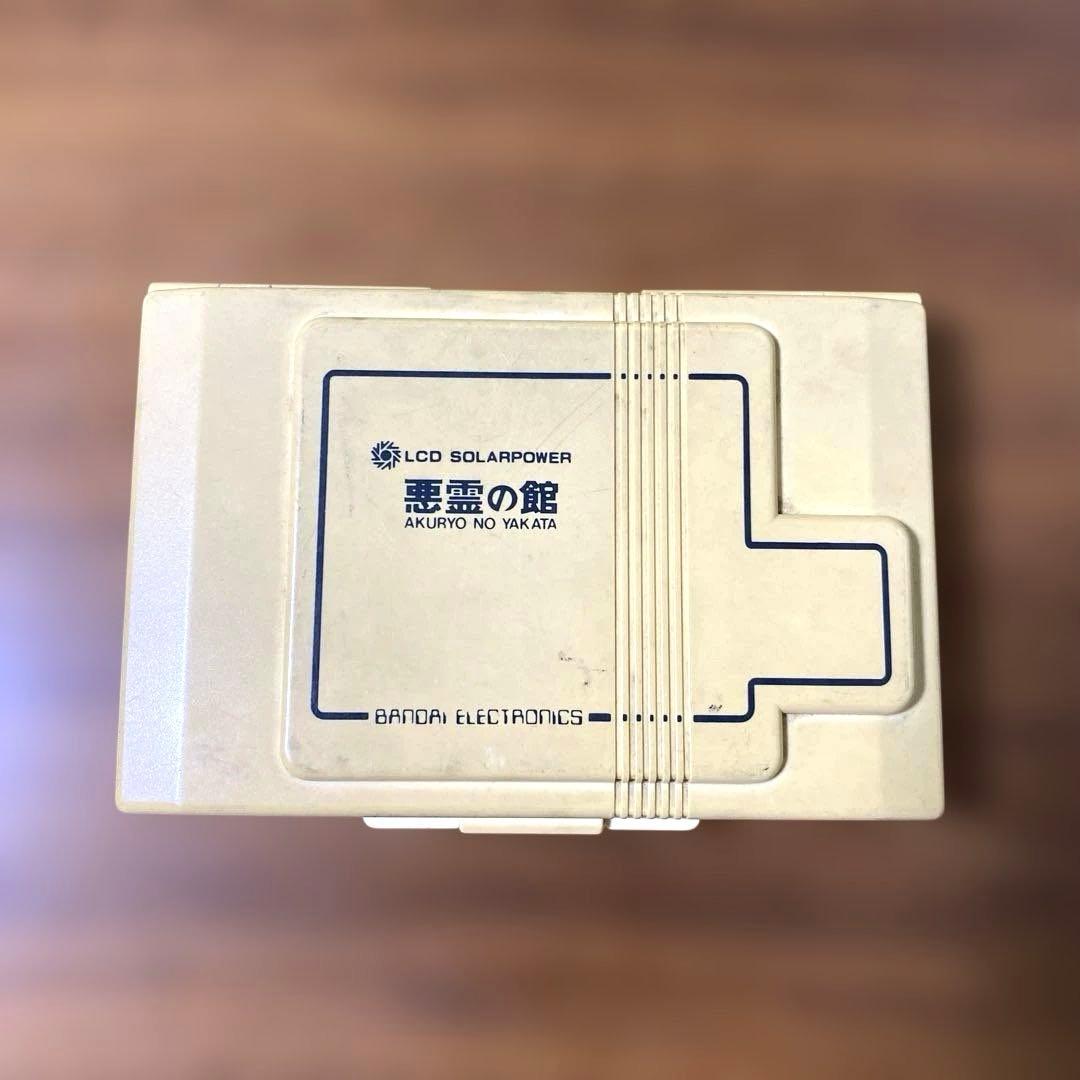 LCD SOLARPOWER
悪霊の館
AKURYO NO YAKATA
BANDAI ELECTRONICS